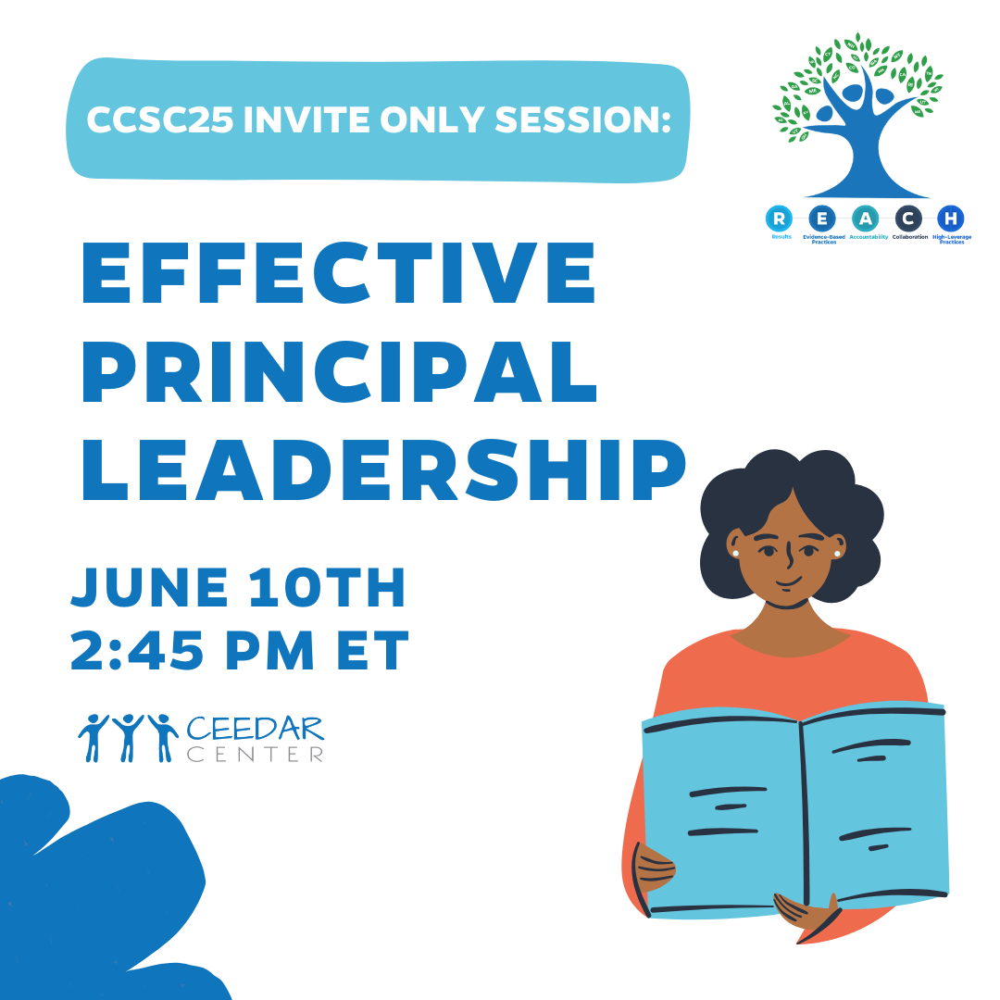 CCSC25 INVITE ONLY SESSION:
EFFECTIVE
PRINCIPAL
LEADERSHIP
JUNE 10TH
2:45 PM ET
CEEDAR
CENTER
R E A C H
Results Evidence-Based Practices Accountability Collaboration High-Leverage Practices